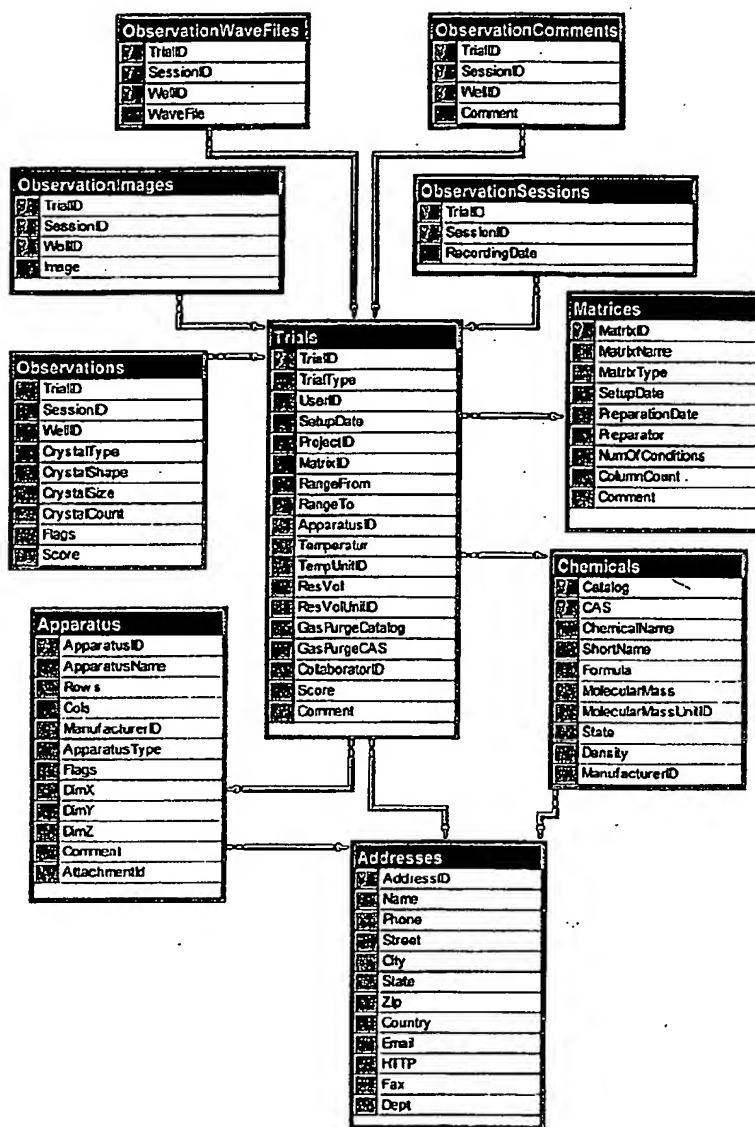 ObservationWaveFiles
TrialID
SessionID
WellID
WaveFile
ObservationComments
TrialID
SessionID
WellID
Comment
ObservationImages
TrialID
SessionID
WellID
Image
ObservationSessions
TrialID
SessionID
RecordingDate
Matrices
MatrixID
MatrixName
MatrixType
SetupDate
PreparationDate
Preparator
NumOfConditions
ColumnCount
Comment
Trials
TrialID
TrialType
UserID
SetupDate
ProjectID
MatrixID
RangeFrom
RangeTo
ApparatusID
Temperatur
TempUnitID
ResVol
ResVolUnitID
GasPurgeCatalog
GasPurgeCAS
CollaboratorID
Score
Comment
Observations
TrialID
SessionID
WellID
CrystalType
CrystalShape
CrystalSize
CrystalCount
Flags
Score
Chemicals
Catalog
CAS
ChemicalName
ShortName
Formula
MolecularMass
MolecularMassUnitID
State
Density
ManufacturerID
Apparatus
ApparatusID
ApparatusName
Rows
Cols
ManufacturerID
ApparatusType
Flags
DimX
DimY
DimZ
Comment
AttachmentId
Addresses
AddressID
Name
Phone
Street
City
State
Zip
Country
Email
HTTP
Fax
Dept